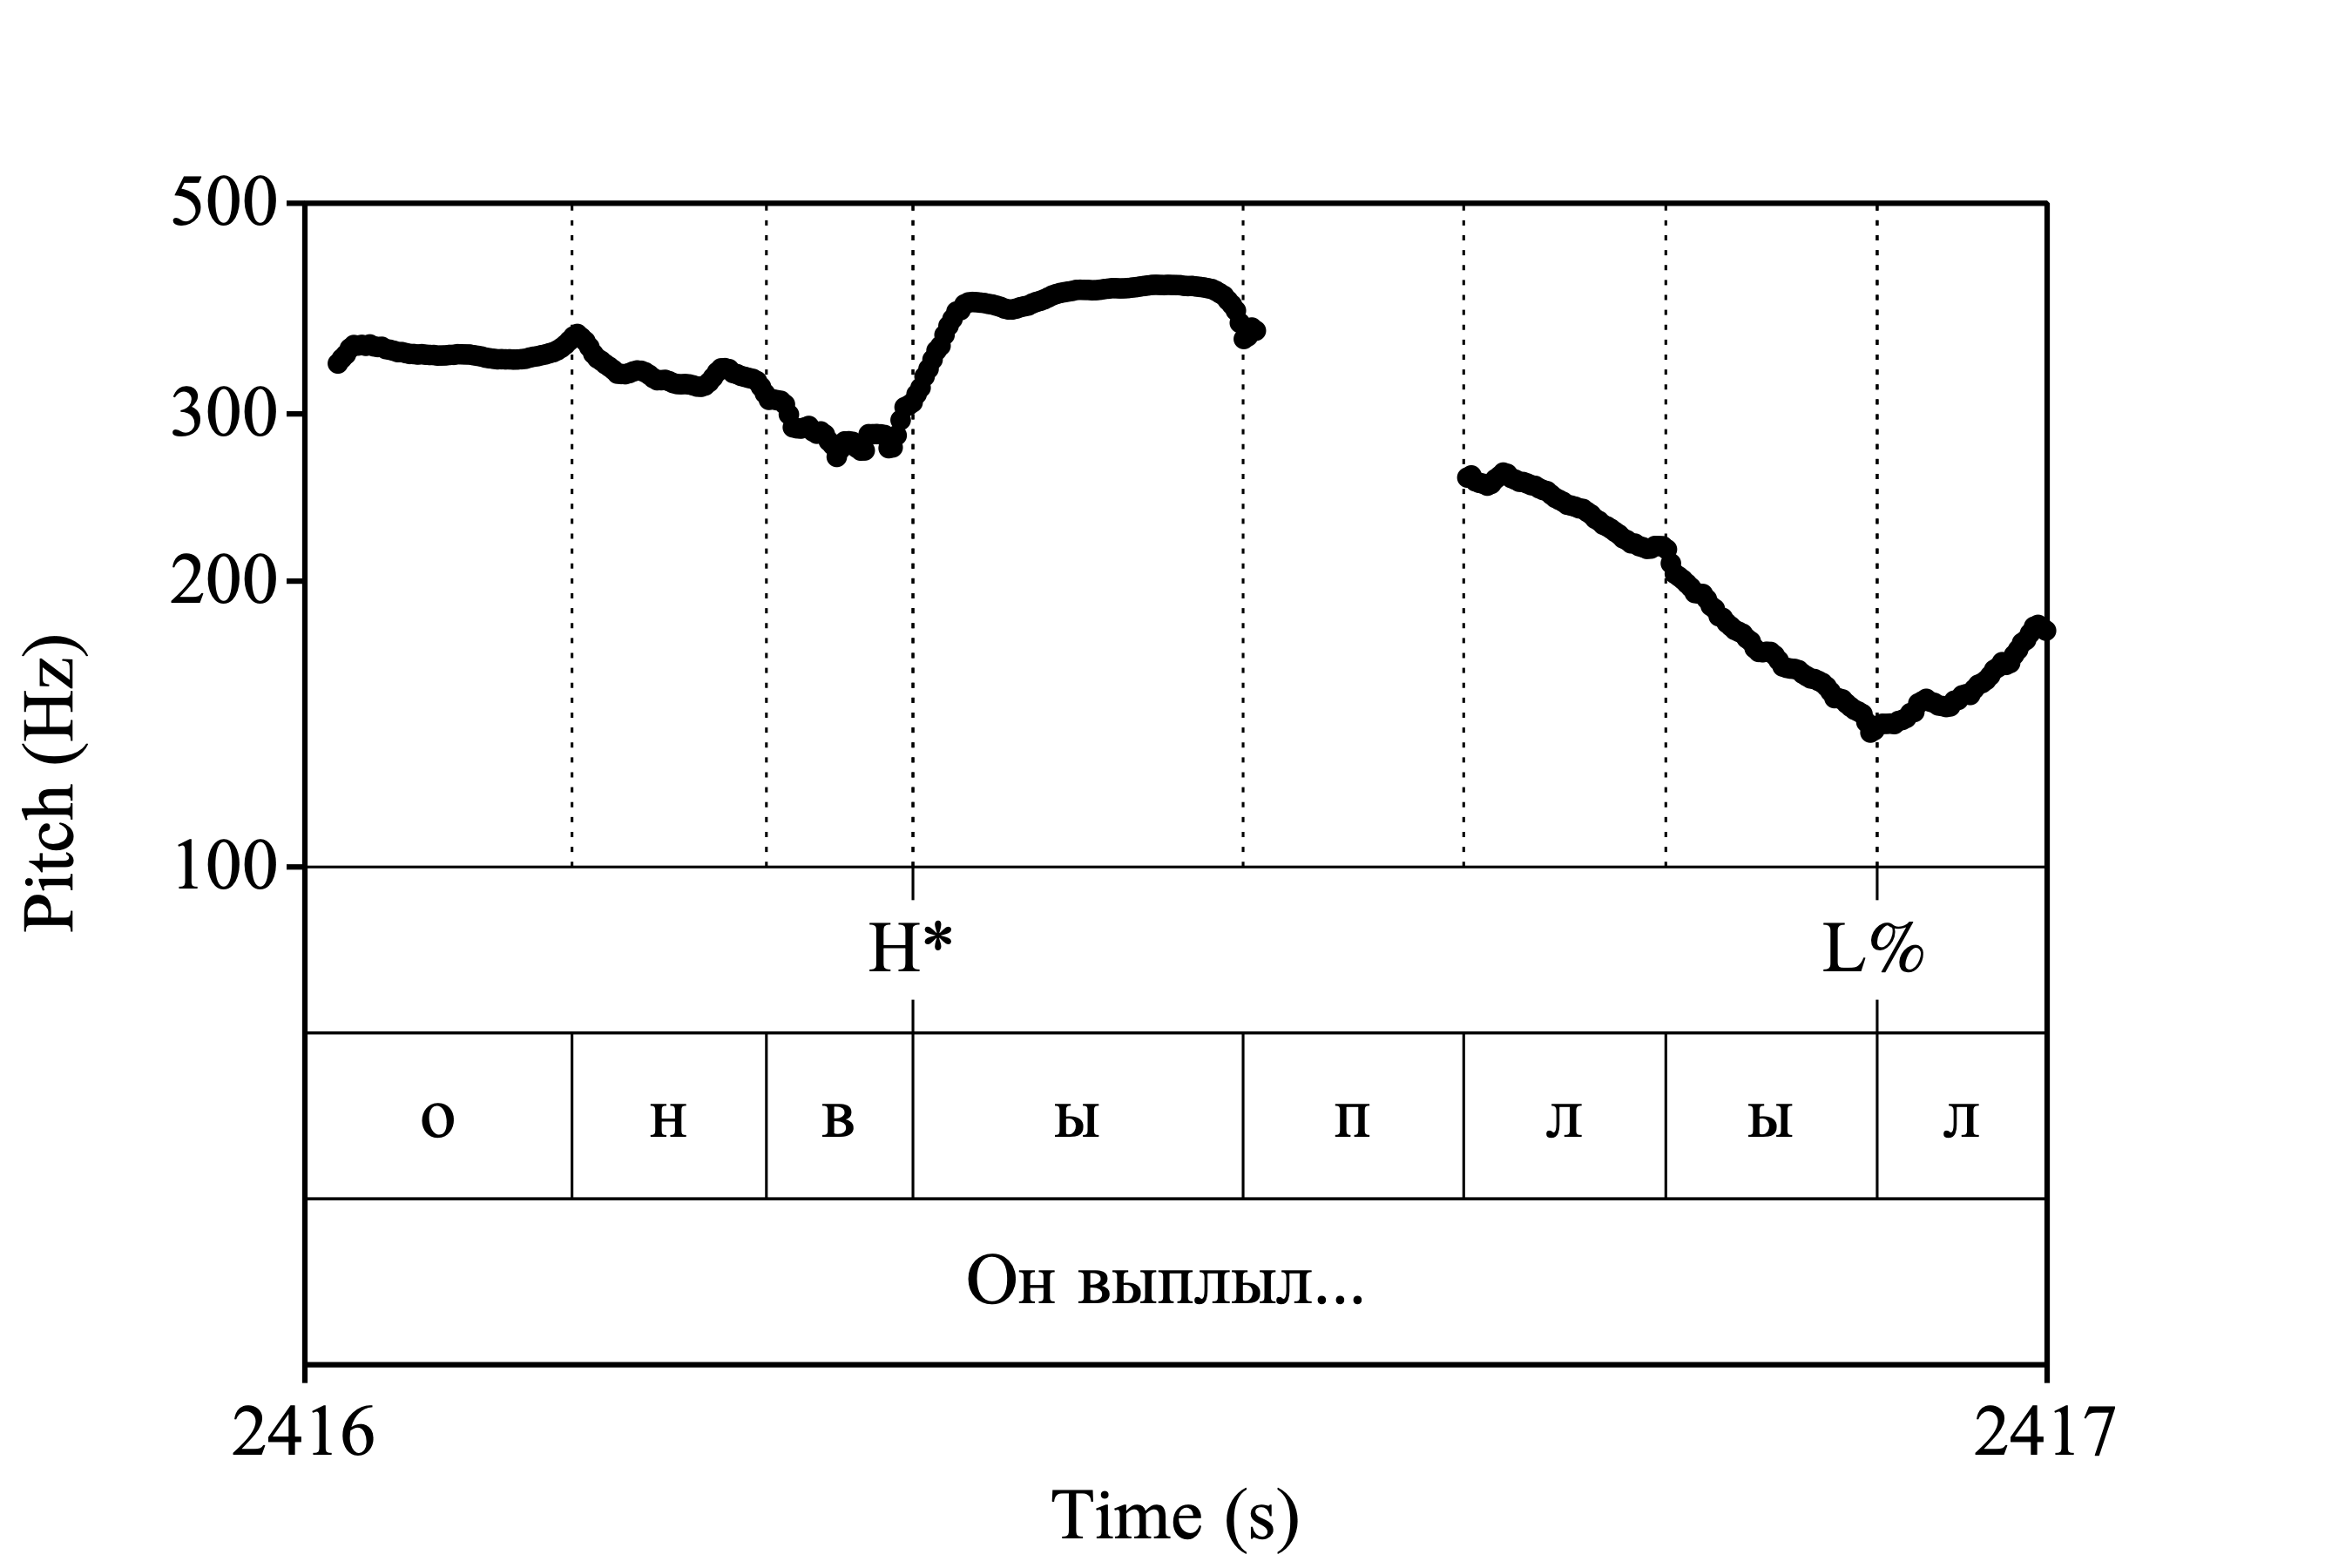 500
300
200
100
Pitch (Hz)
H* L%
о н в ы п л ы л
Он выплыл...
2416 2417
Time (s)